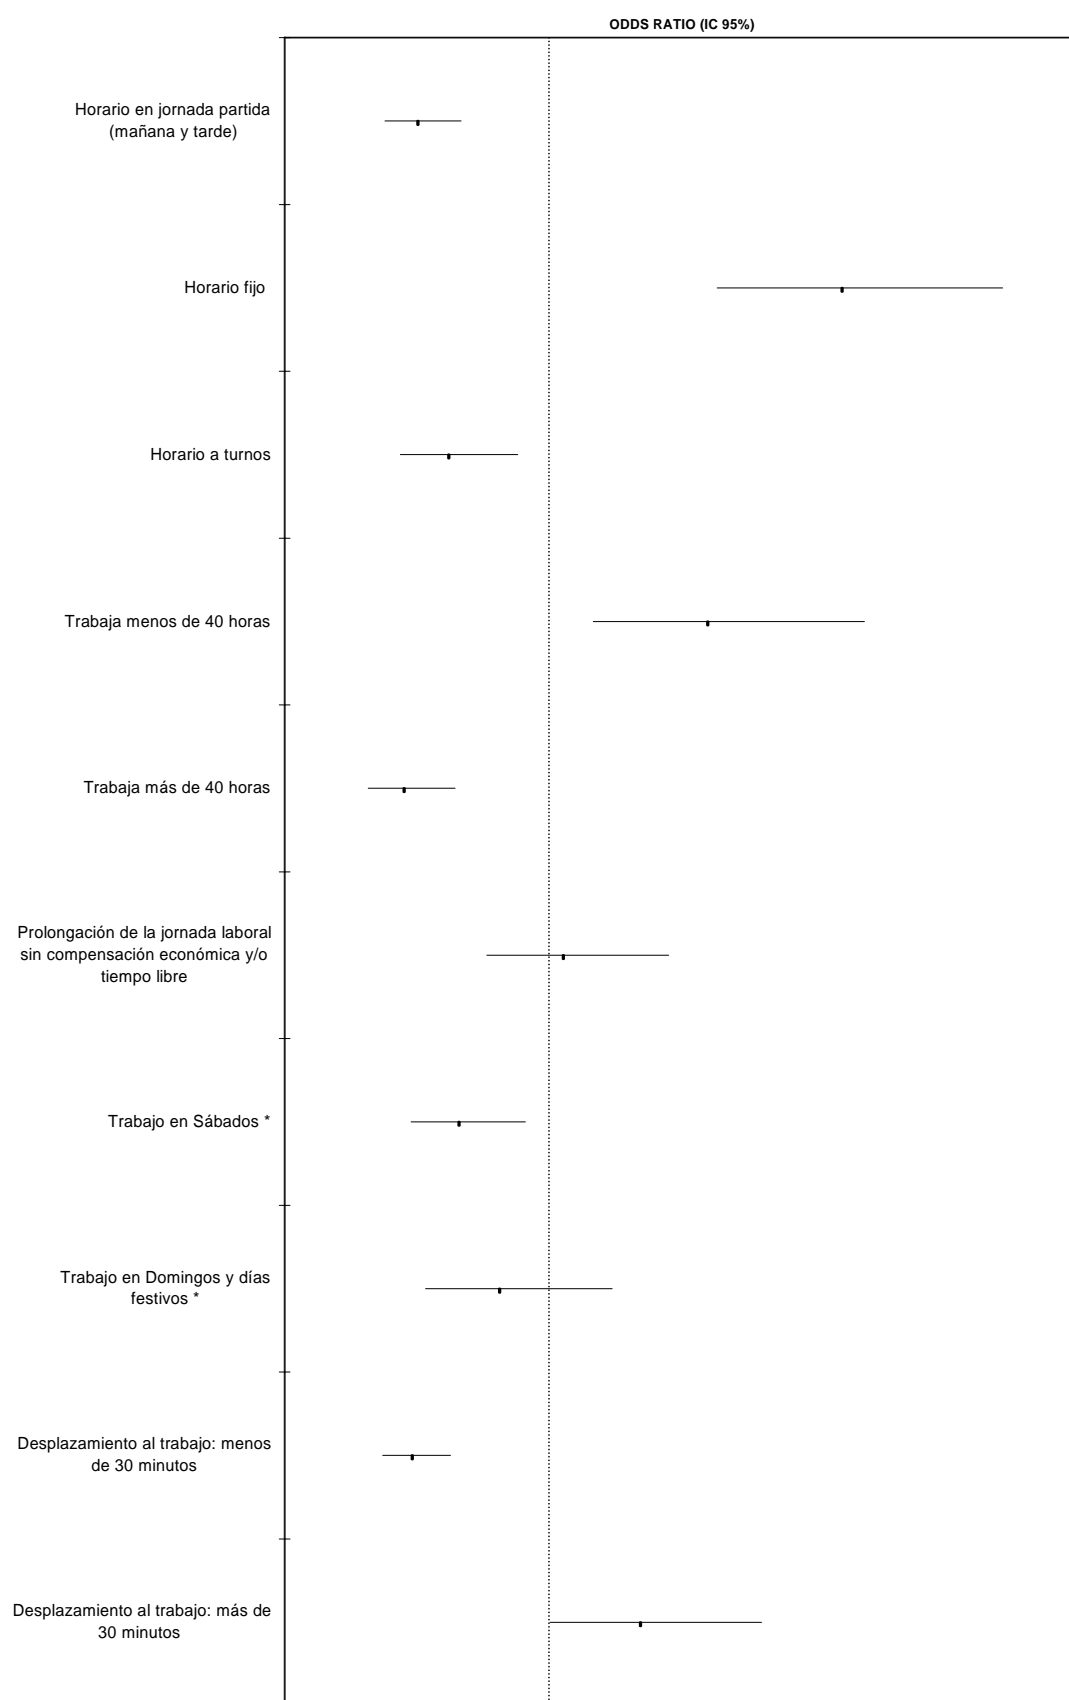 ODDS RATIO (IC 95%)
Horario en jornada partida
(mañana y tarde)
Horario fijo
Horario a turnos
Trabaja menos de 40 horas
Trabaja más de 40 horas
Prolongación de la jornada laboral
sin compensación económica y/o
tiempo libre
Trabajo en Sábados *
Trabajo en Domingos y días
festivos *
Desplazamiento al trabajo: menos
de 30 minutos
Desplazamiento al trabajo: más de
30 minutos